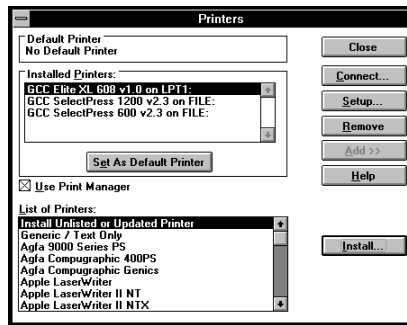 Printers
Default Printer
No Default Printer
Installed Printers:
GCC Elite XL 608 v1.0 on LPT1:
GCC SelectPress 1200 v2.3 on FILE:
GCC SelectPress 600 v2.3 on FILE:
Set As Default Printer
Use Print Manager
List of Printers:
Install Unlisted or Updated Printer
Generic / Text Only
Agfa 9000 Series PS
Agfa Compugraphic 400PS
Agfa Compugraphic Genics
Apple LaserWriter
Apple LaserWriter II NT
Apple LaserWriter II NTX
Close
Connect...
Setup...
Remove
Add >>
Help
Install...